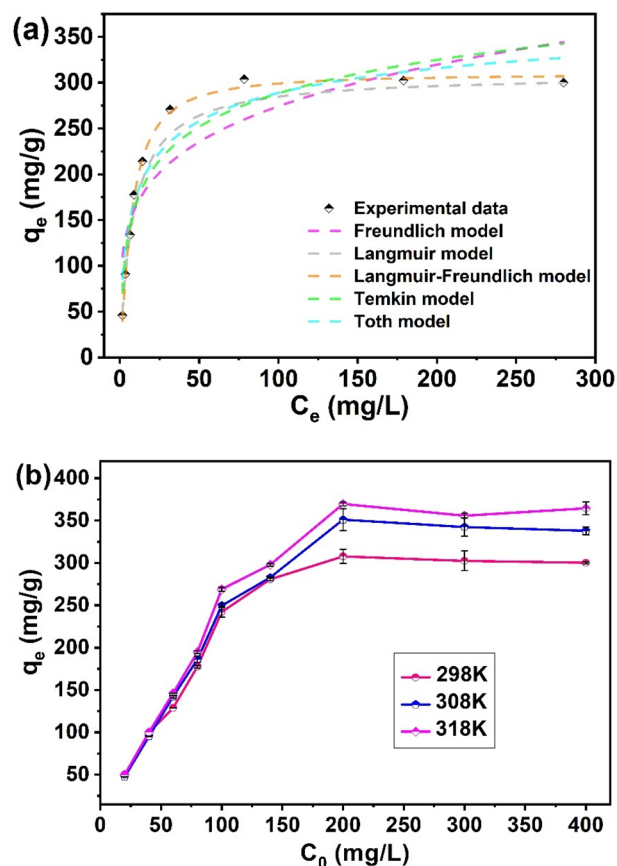 (a)
350
300
250
200
150
100
50
0
qe (mg/g)
Experimental data
Freundlich model
Langmuir model
Langmuir-Freundlich model
Temkin model
Toth model
0 50 100 150 200 250 300
Ce (mg/L)
(b)
400
350
300
250
200
150
100
50
qe (mg/g)
298K
308K
318K
0 50 100 150 200 250 300 350 400
C0 (mg/L)